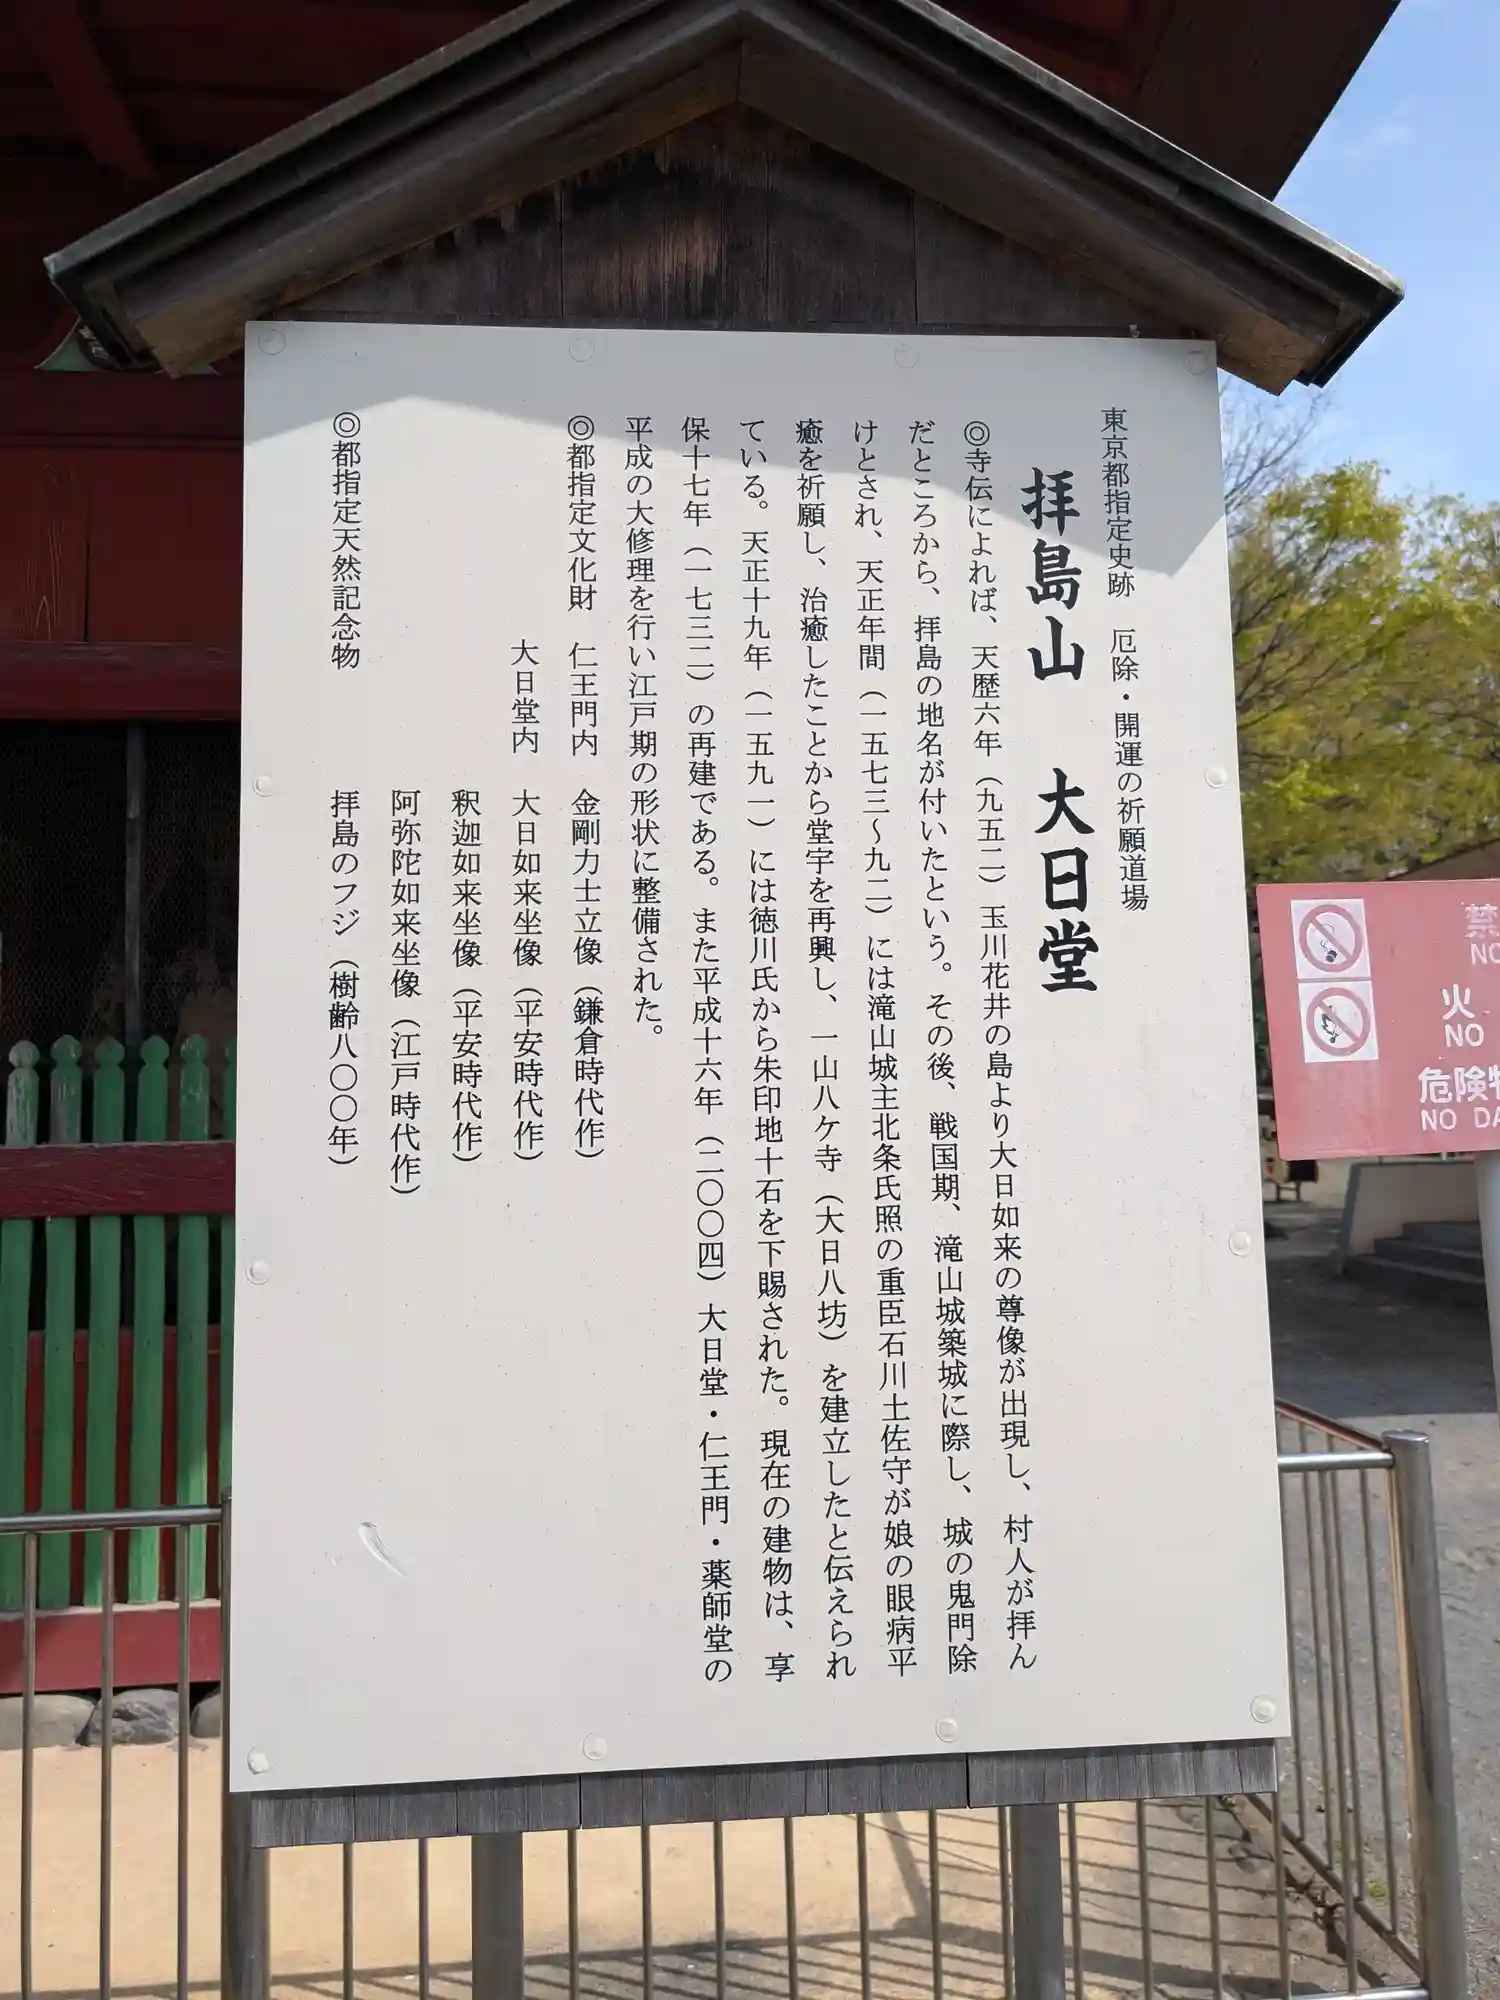 東京都指定史跡　厄除・開運の祈願道場
拝島山　大日堂
◎寺伝によれば、天歴六年（九五二）玉川花井の島より大日如来の尊像が出現し、村人が拝ん
だところから、拝島の地名が付いたという。その後、戦国期、滝山城築城に際し、城の鬼門除
けとされ、天正年間（一五七三〜九二）には滝山城主北条氏照の重臣石川土佐守が娘の眼病平
癒を祈願し、治癒したことから堂宇を再興し、一山八ケ寺（大日八坊）を建立したと伝えられ
ている。天正十九年（一五九一）には徳川氏から朱印地十石を下賜された。現在の建物は、享
保十七年（一七三二）の再建である。また平成十六年（二〇〇四）大日堂・仁王門・薬師堂の
平成の大修理を行い江戸期の形状に整備された。
◎都指定文化財　仁王門内　金剛力士立像（鎌倉時代作）
大日堂内　大日如来坐像（平安時代作）
釈迦如来坐像（平安時代作）
阿弥陀如来坐像（江戸時代作）
◎都指定天然記念物　拝島のフジ（樹齢八〇〇年）
禁
NO
火
NO
危険物
NO DA